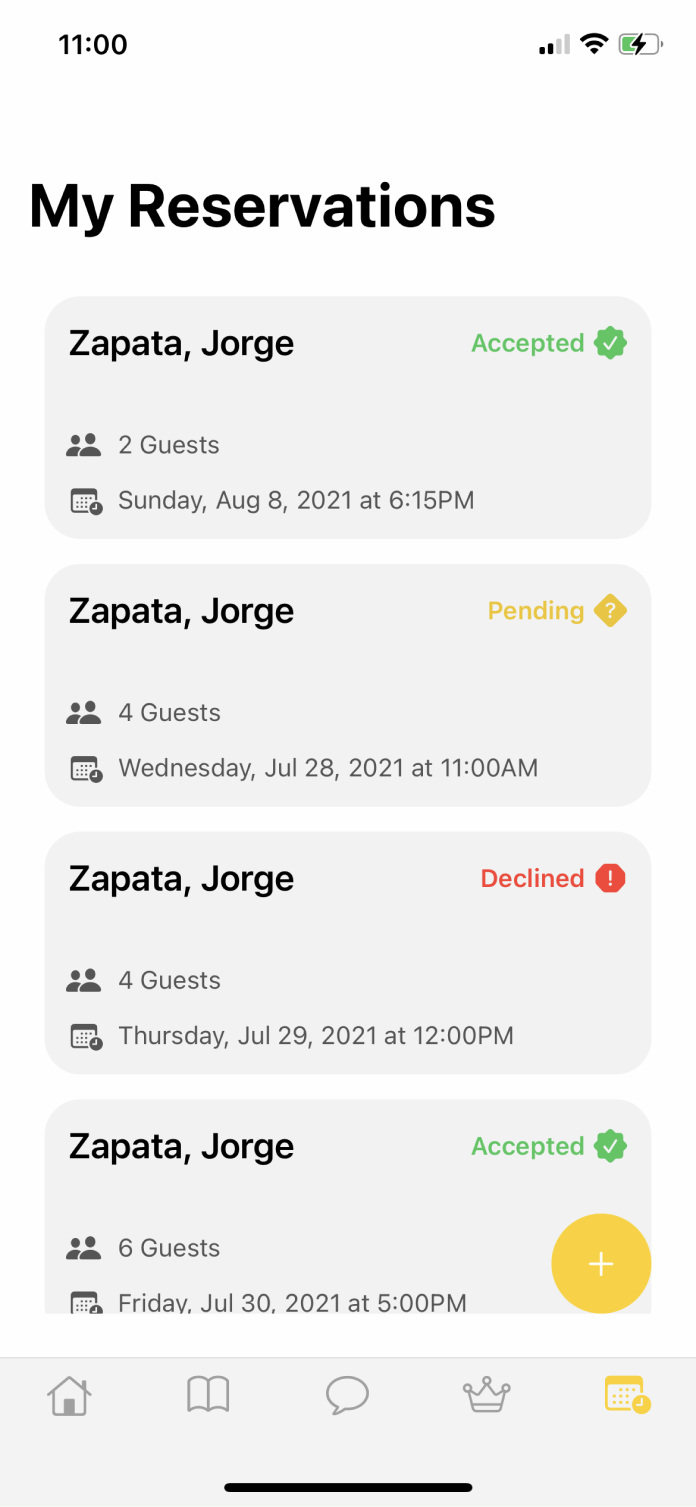 11:00
My Reservations
Zapata, Jorge
Accepted
2 Guests
Sunday, Aug 8, 2021 at 6:15PM
Zapata, Jorge
Pending
4 Guests
Wednesday, Jul 28, 2021 at 11:00AM
Zapata, Jorge
Declined
4 Guests
Thursday, Jul 29, 2021 at 12:00PM
Zapata, Jorge
Accepted
6 Guests
Friday, Jul 30, 2021 at 5:00PM